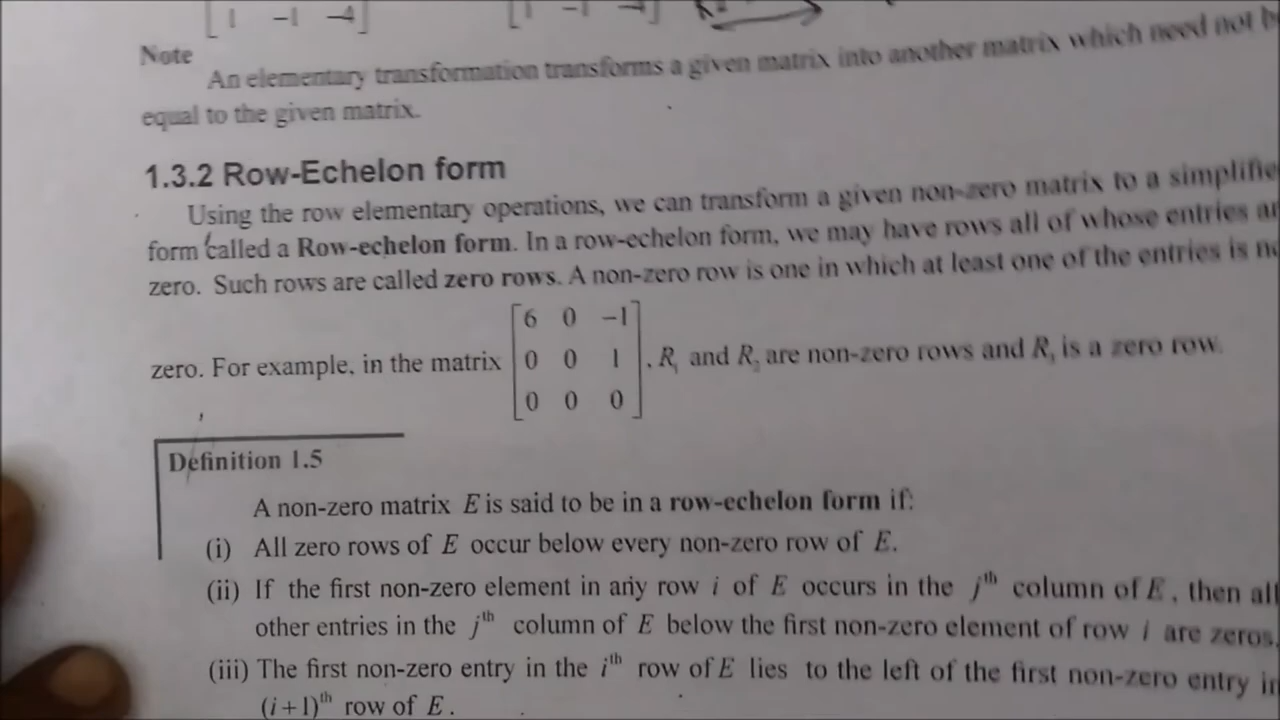 [1 -1 -4] [1 -1 -4]
Note
An elementary transformation transforms a given matrix into another matrix which need not
equal to the given matrix.
1.3.2 Row-Echelon form
Using the row elementary operations, we can transform a given non-zero matrix to a simplifie
form called a Row-echelon form. In a row-echelon form, we may have rows all of whose entries ar
zero. Such rows are called zero rows. A non-zero row is one in which at least one of the entries is no
zero. For example, in the matrix [6 0 -1
0 0 1
0 0 0], R₁ and R₂ are non-zero rows and R₃ is a zero row.
Definition 1.5
A non-zero matrix E is said to be in a row-echelon form if:
(i) All zero rows of E occur below every non-zero row of E.
(ii) If the first non-zero element in any row i of E occurs in the jᵗʰ column of E, then all
other entries in the jᵗʰ column of E below the first non-zero element of row i are zeros.
(iii) The first non-zero entry in the iᵗʰ row of E lies to the left of the first non-zero entry in
(i+1)ᵗʰ row of E.